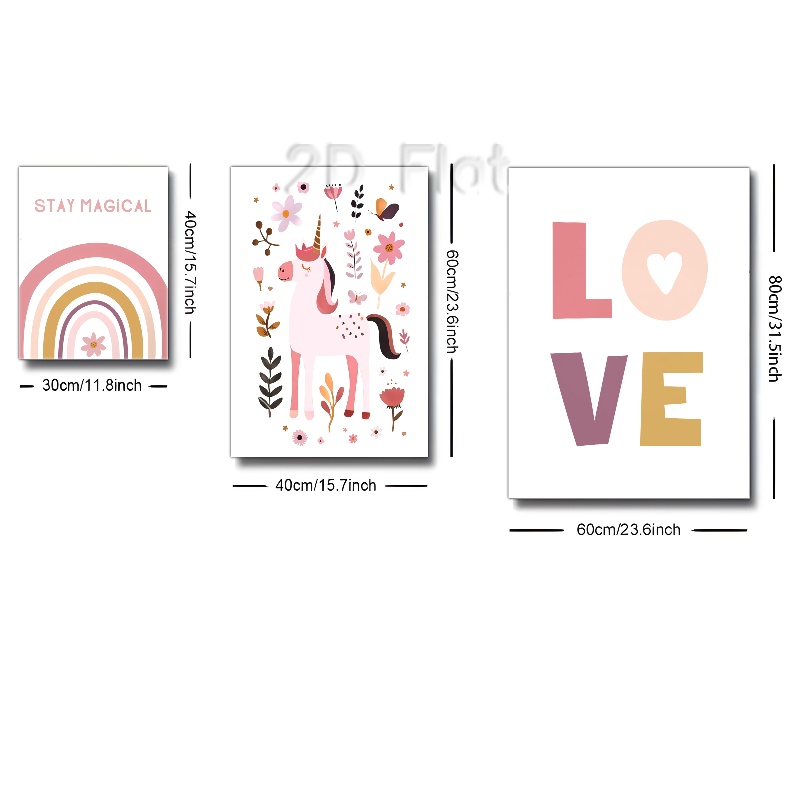 2D Flat
STAY MAGICAL
40cm/15.7inch
30cm/11.8inch
60cm/23.6inch
40cm/15.7inch
LO
VE
80cm/31.5inch
60cm/23.6inch